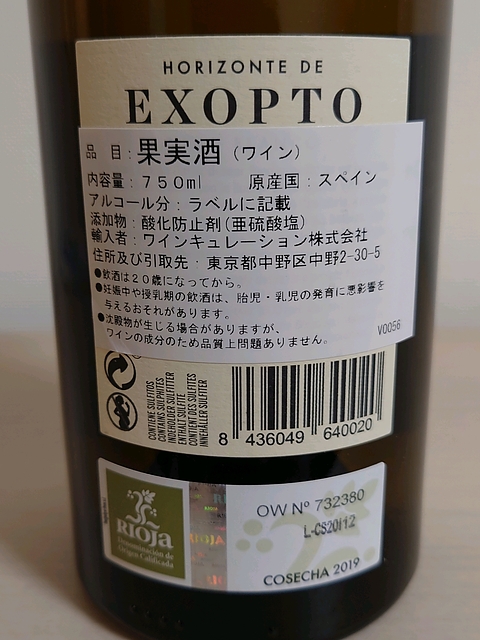 HORIZONTE DE
EXOPTO
品 目：果実酒（ワイン）
内容量：７５０ml 原産国：スペイン
アルコール分：ラベルに記載
添加物：酸化防止剤(亜硫酸塩)
輸入者：ワインキュレーション株式会社
住所及び引取先：東京都中野区中野2-30-5
●飲酒は２０歳になってから。
●妊娠中や授乳期の飲酒は、胎児・乳児の発育に悪影響を
与えるおそれがあります。
●沈殿物が生じる場合がありますが、
ワインの成分のため品質上問題ありません。
V0056
CONTIENE SULFITOS
CONTAINS SULPHITES
INDEHOLDER SULFITTER
ENTHALT SULFITE
CONTIENT DES SULFITES
INNEHÅLLER SULFITER
8 436049 640020
RIOJA
Denominación de
Origen Calificada
OW Nº 732380
L-CS20/12
COSECHA 2019